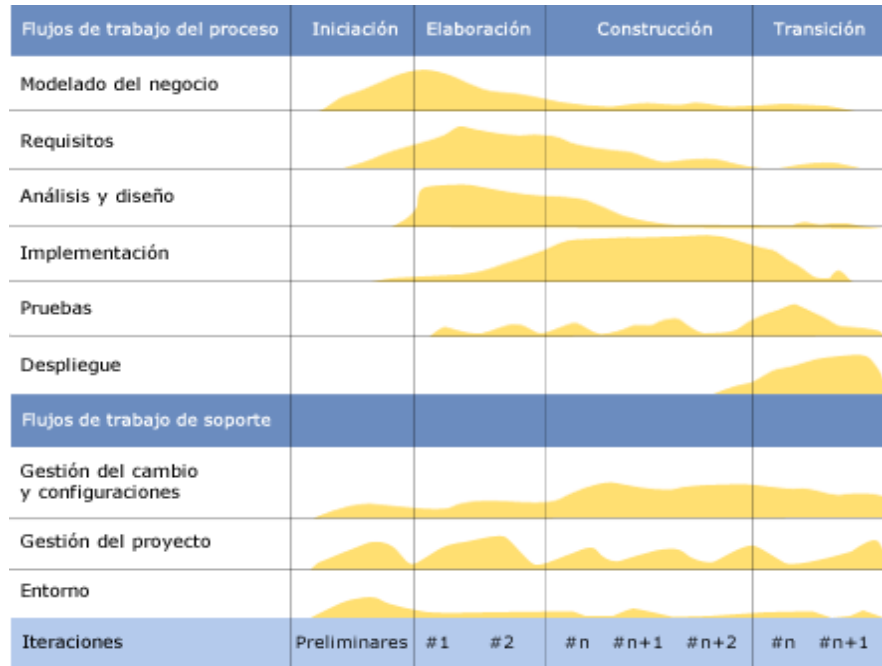 Flujos de trabajo del proceso Iniciación Elaboración Construcción Transición
Modelado del negocio
Requisitos
Análisis y diseño
Implementación
Pruebas
Despliegue
Flujos de trabajo de soporte
Gestión del cambio
y configuraciones
Gestión del proyecto
Entorno
Iteraciones Preliminares #1 #2 #n #n+1 #n+2 #n #n+1